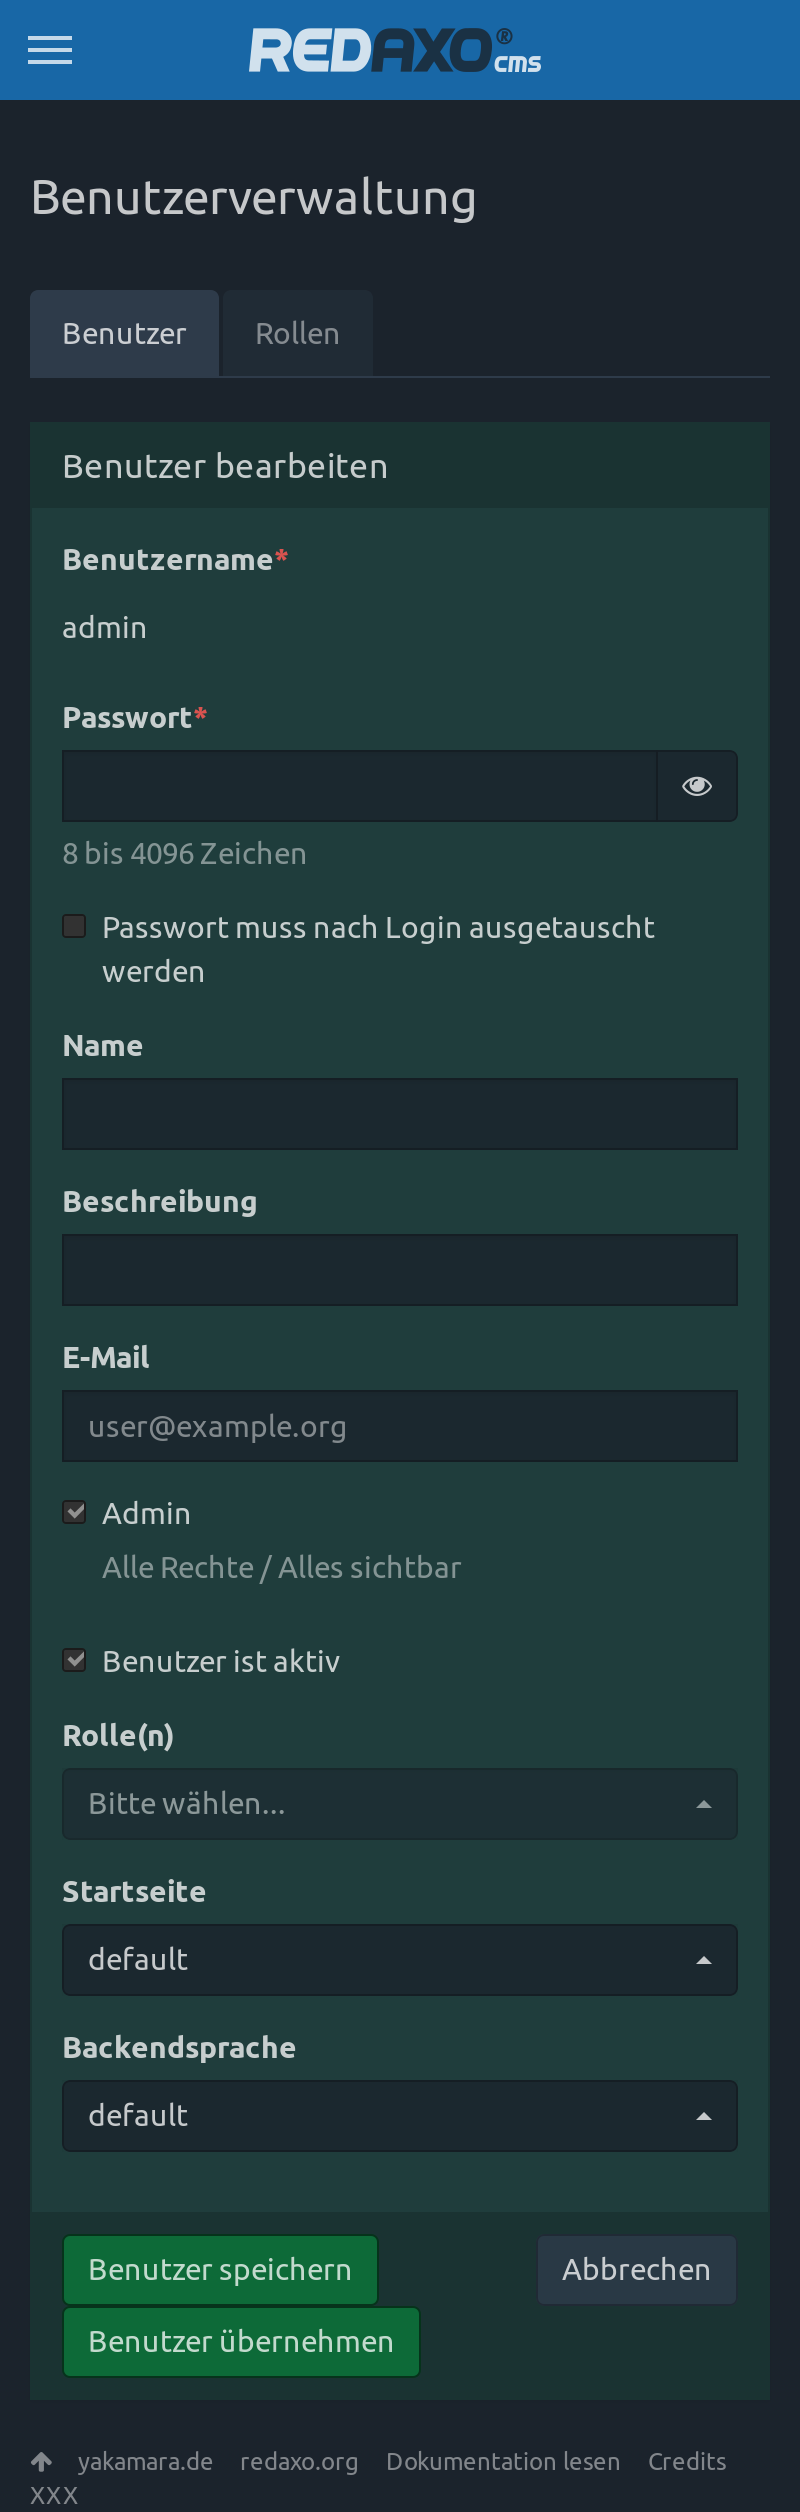 REDAXO® cms
Benutzerverwaltung
Benutzer Rollen
Benutzer bearbeiten
Benutzername*
admin
Passwort*
8 bis 4096 Zeichen
Passwort muss nach Login ausgetauscht
werden
Name
Beschreibung
E-Mail
user@example.org
Admin
Alle Rechte / Alles sichtbar
Benutzer ist aktiv
Rolle(n)
Bitte wählen...
Startseite
default
Backendsprache
default
Benutzer speichern Abbrechen
Benutzer übernehmen
yakamara.de redaxo.org Dokumentation lesen Credits
XXX